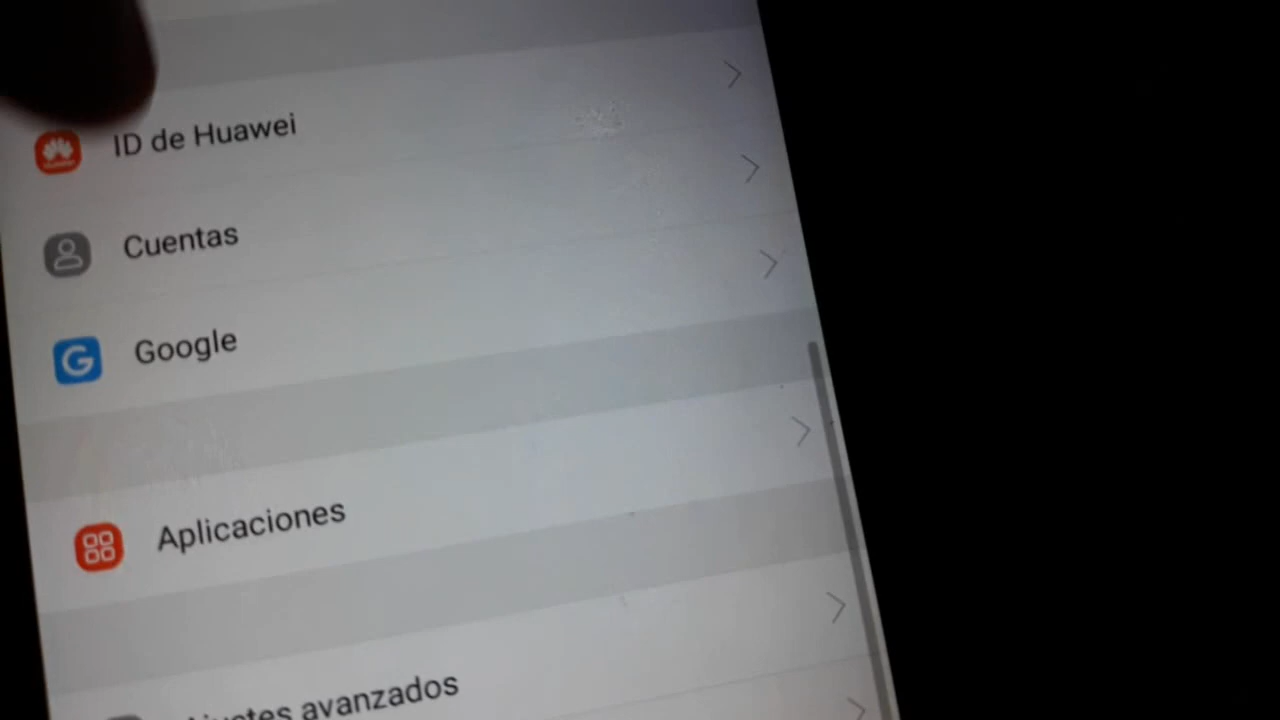 ID de Huawei
Cuentas
Google
Aplicaciones
Ajustes avanzados